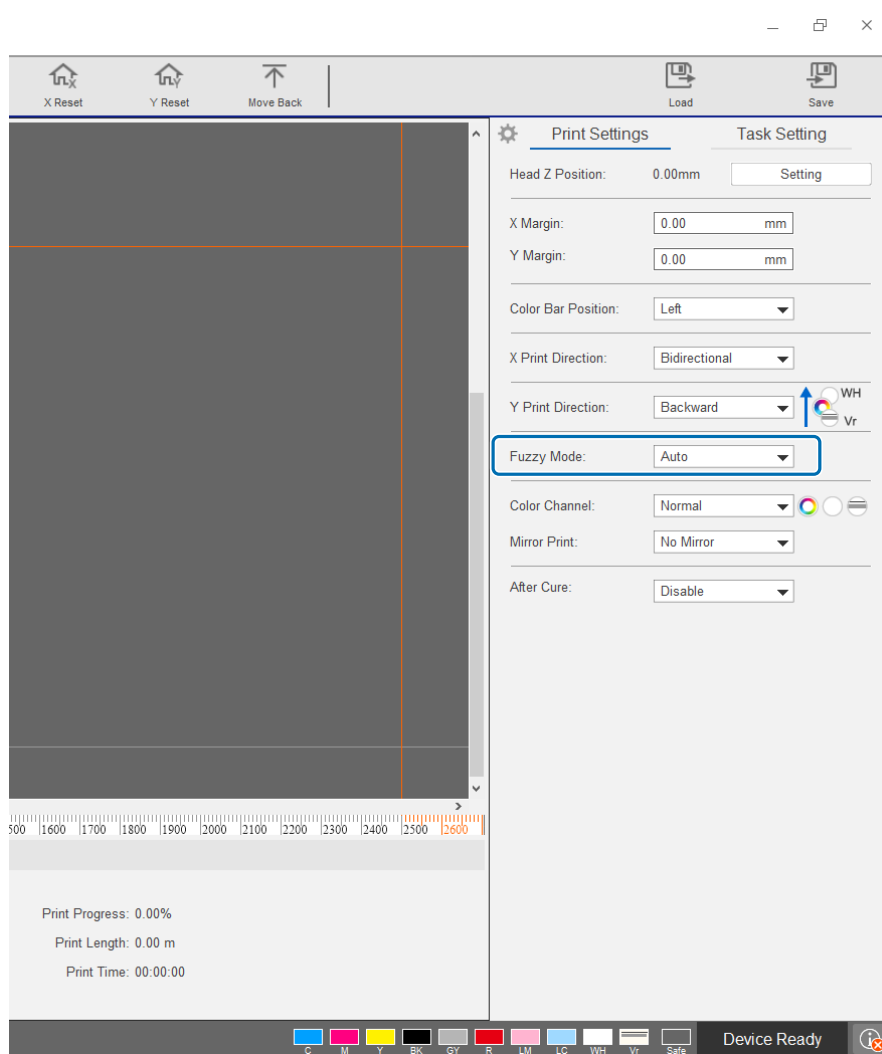 X Reset Y Reset Move Back Load Save
Print Settings Task Setting
Head Z Position: 0.00mm Setting
X Margin: 0.00 mm
Y Margin: 0.00 mm
Color Bar Position: Left
X Print Direction: Bidirectional
Y Print Direction: Backward WH Vr
Fuzzy Mode: Auto
Color Channel: Normal
Mirror Print: No Mirror
After Cure: Disable
500 1600 1700 1800 1900 2000 2100 2200 2300 2400 2500 2600
Print Progress: 0.00%
Print Length: 0.00 m
Print Time: 00:00:00
C M Y BK GY R LM LC WH Vr Safe Device Ready